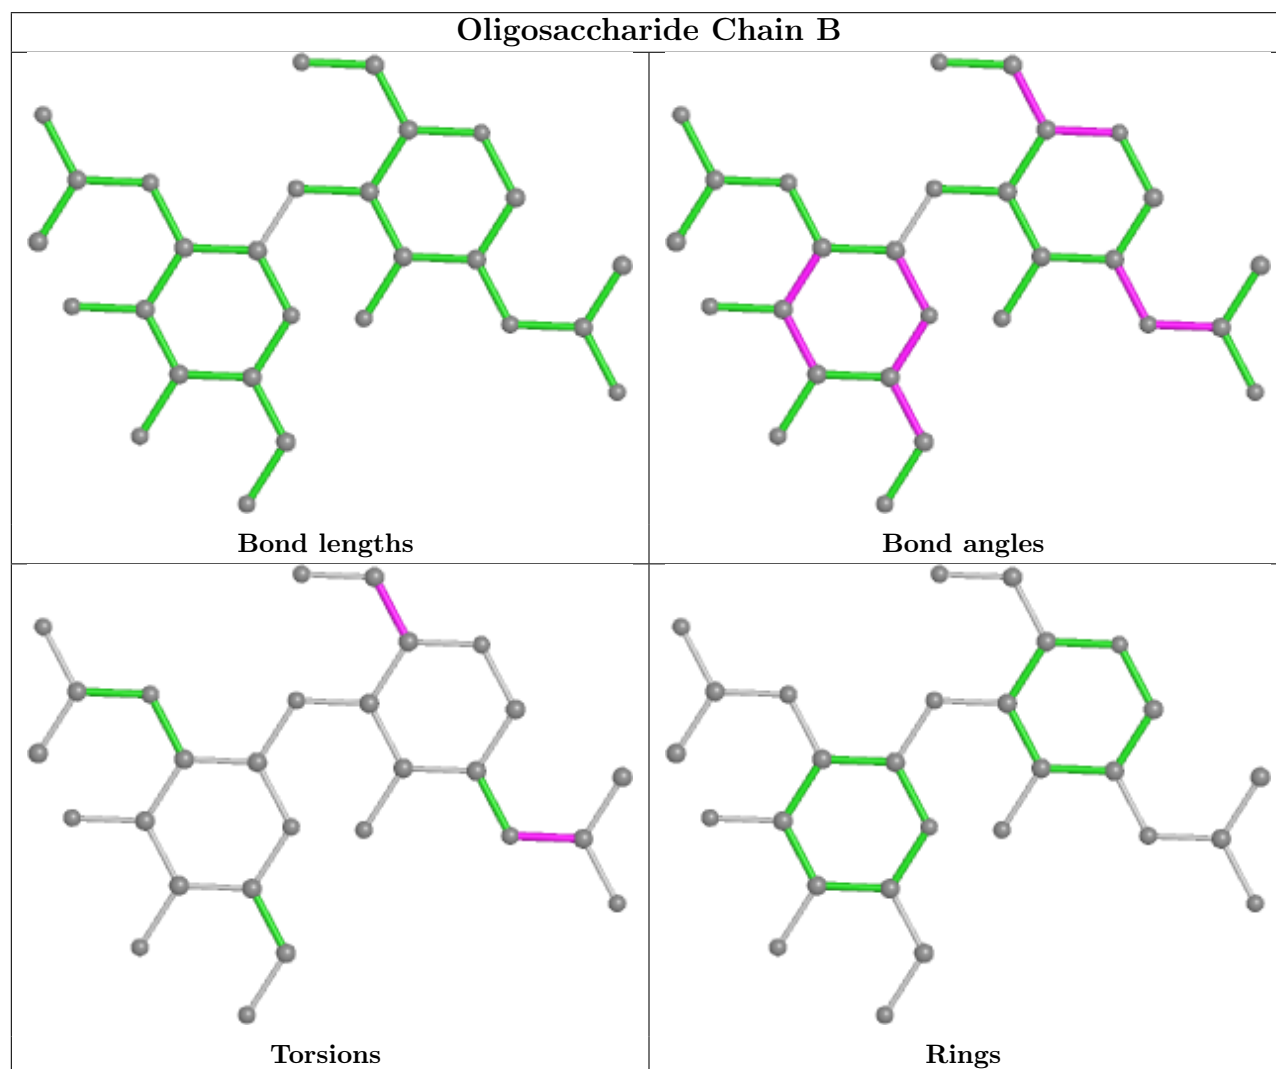 Oligosaccharide Chain B
Bond lengths
Bond angles
Torsions
Rings